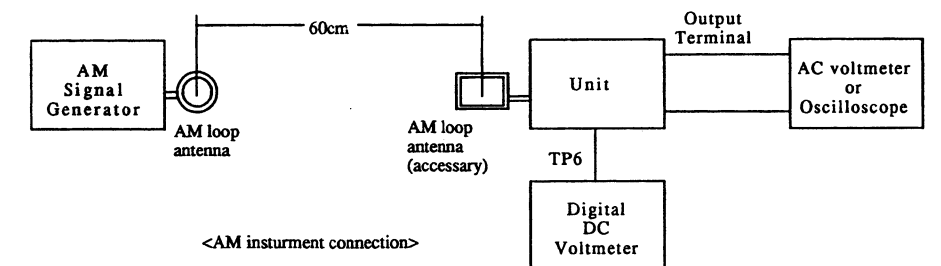 60cm
Output
Terminal
AM
Signal
Generator
AM loop
antenna
AM loop
antenna
(accessary)
Unit
AC voltmeter
or
Oscilloscope
TP6
Digital
DC
Voltmeter
<AM insturment connection>